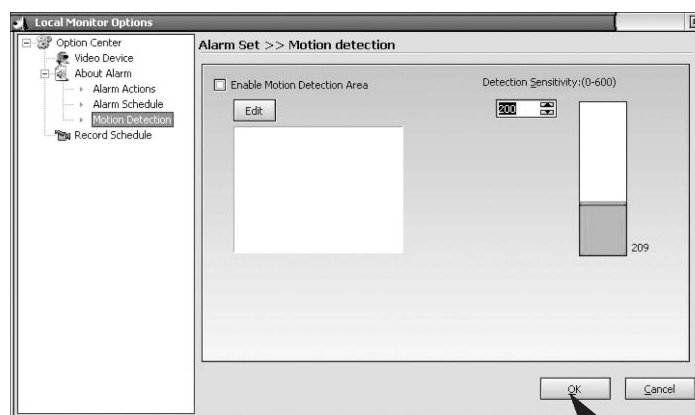 Local Monitor Options
Option Center
Video Device
About Alarm
Alarm Actions
Alarm Schedule
Motion Detection
Record Schedule
Alarm Set >> Motion detection
Enable Motion Detection Area
Edit
Detection Sensitivity:(0-600)
200
209
OK
Cancel